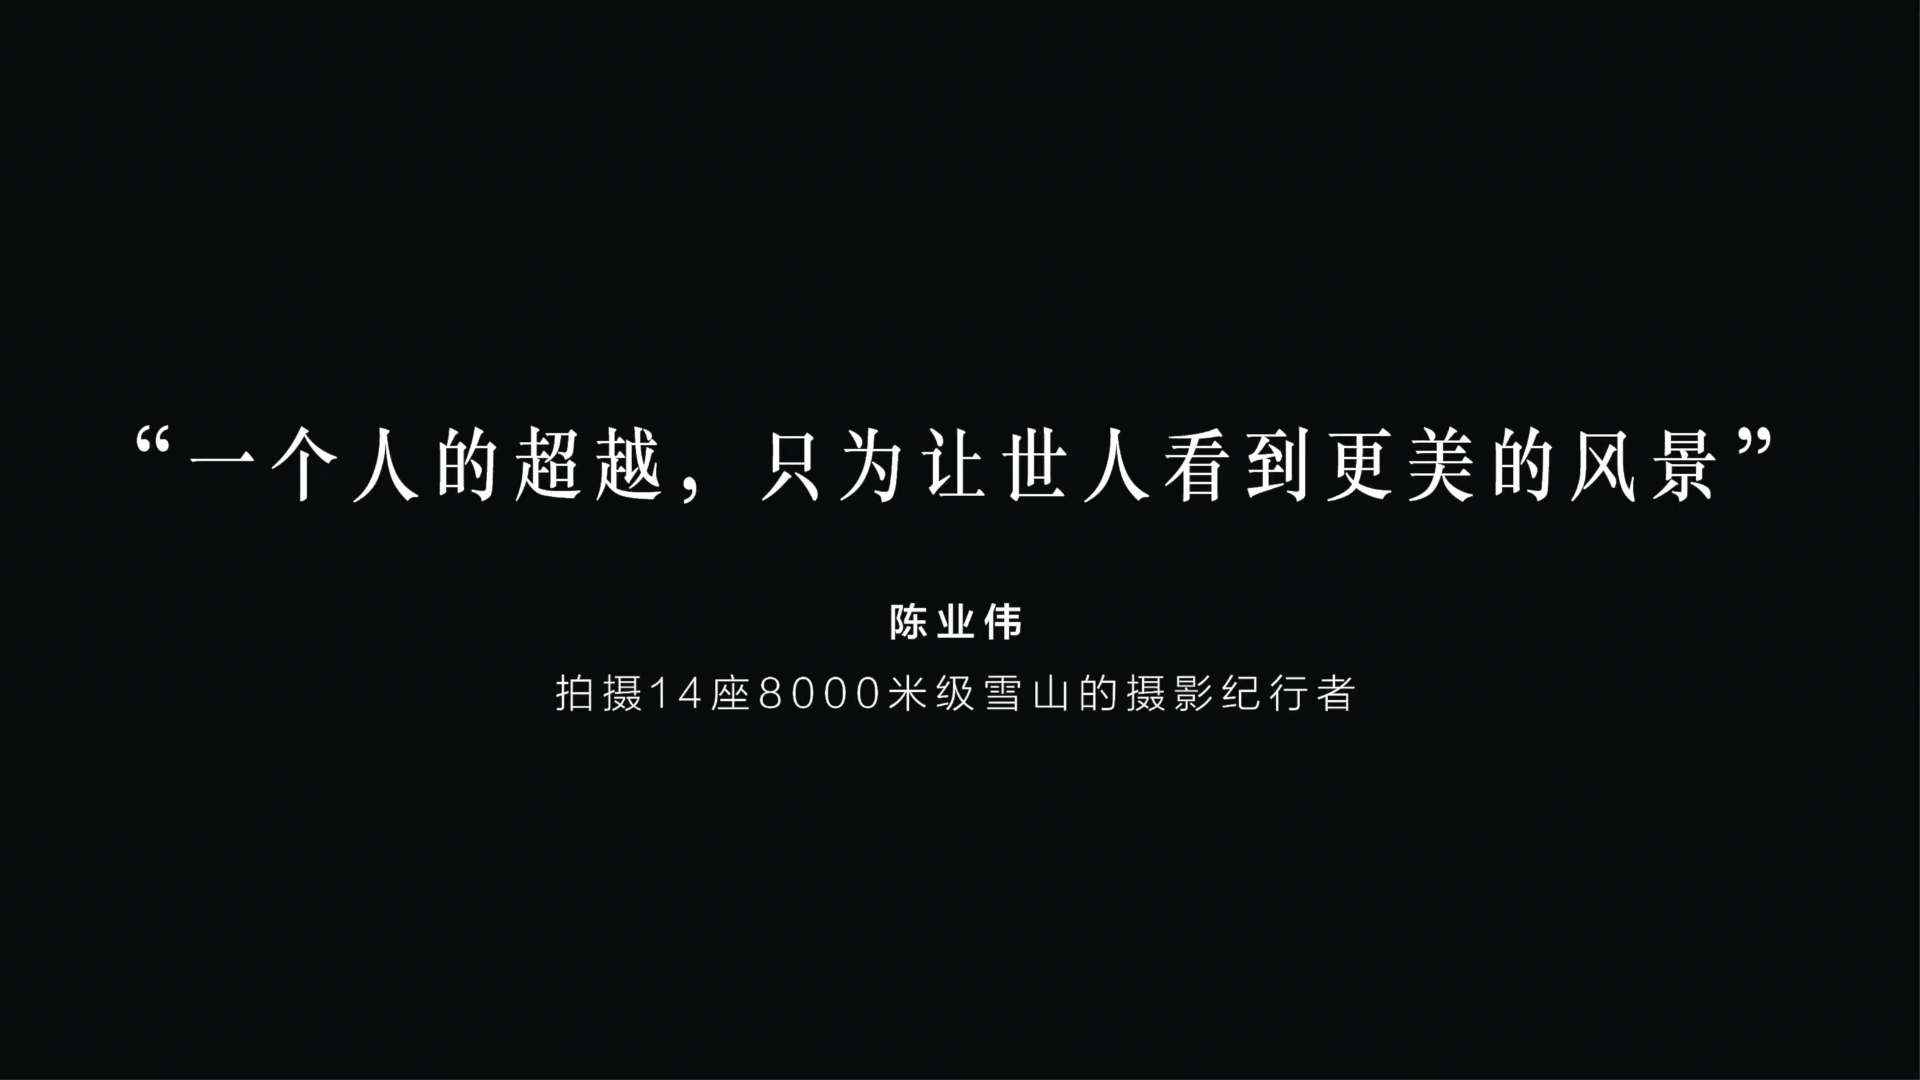 “一个人的超越，只为让世人看到更美的风景”
陈业伟
拍摄14座8000米级雪山的摄影纪行者